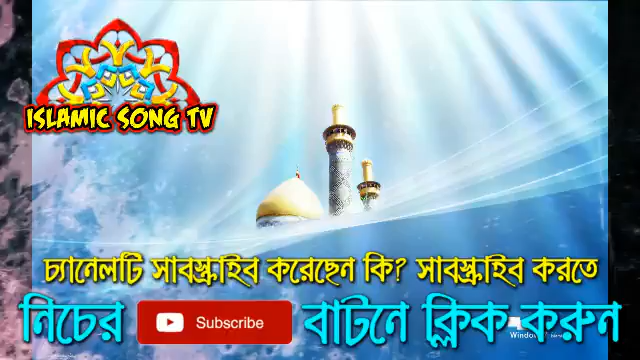 ISLAMIC SONG TV
চ্যানেলটি সাবস্ক্রাইব করেছেন কি? সাবস্ক্রাইব করতে
নিচের Subscribe বাটনে ক্লিক করুন